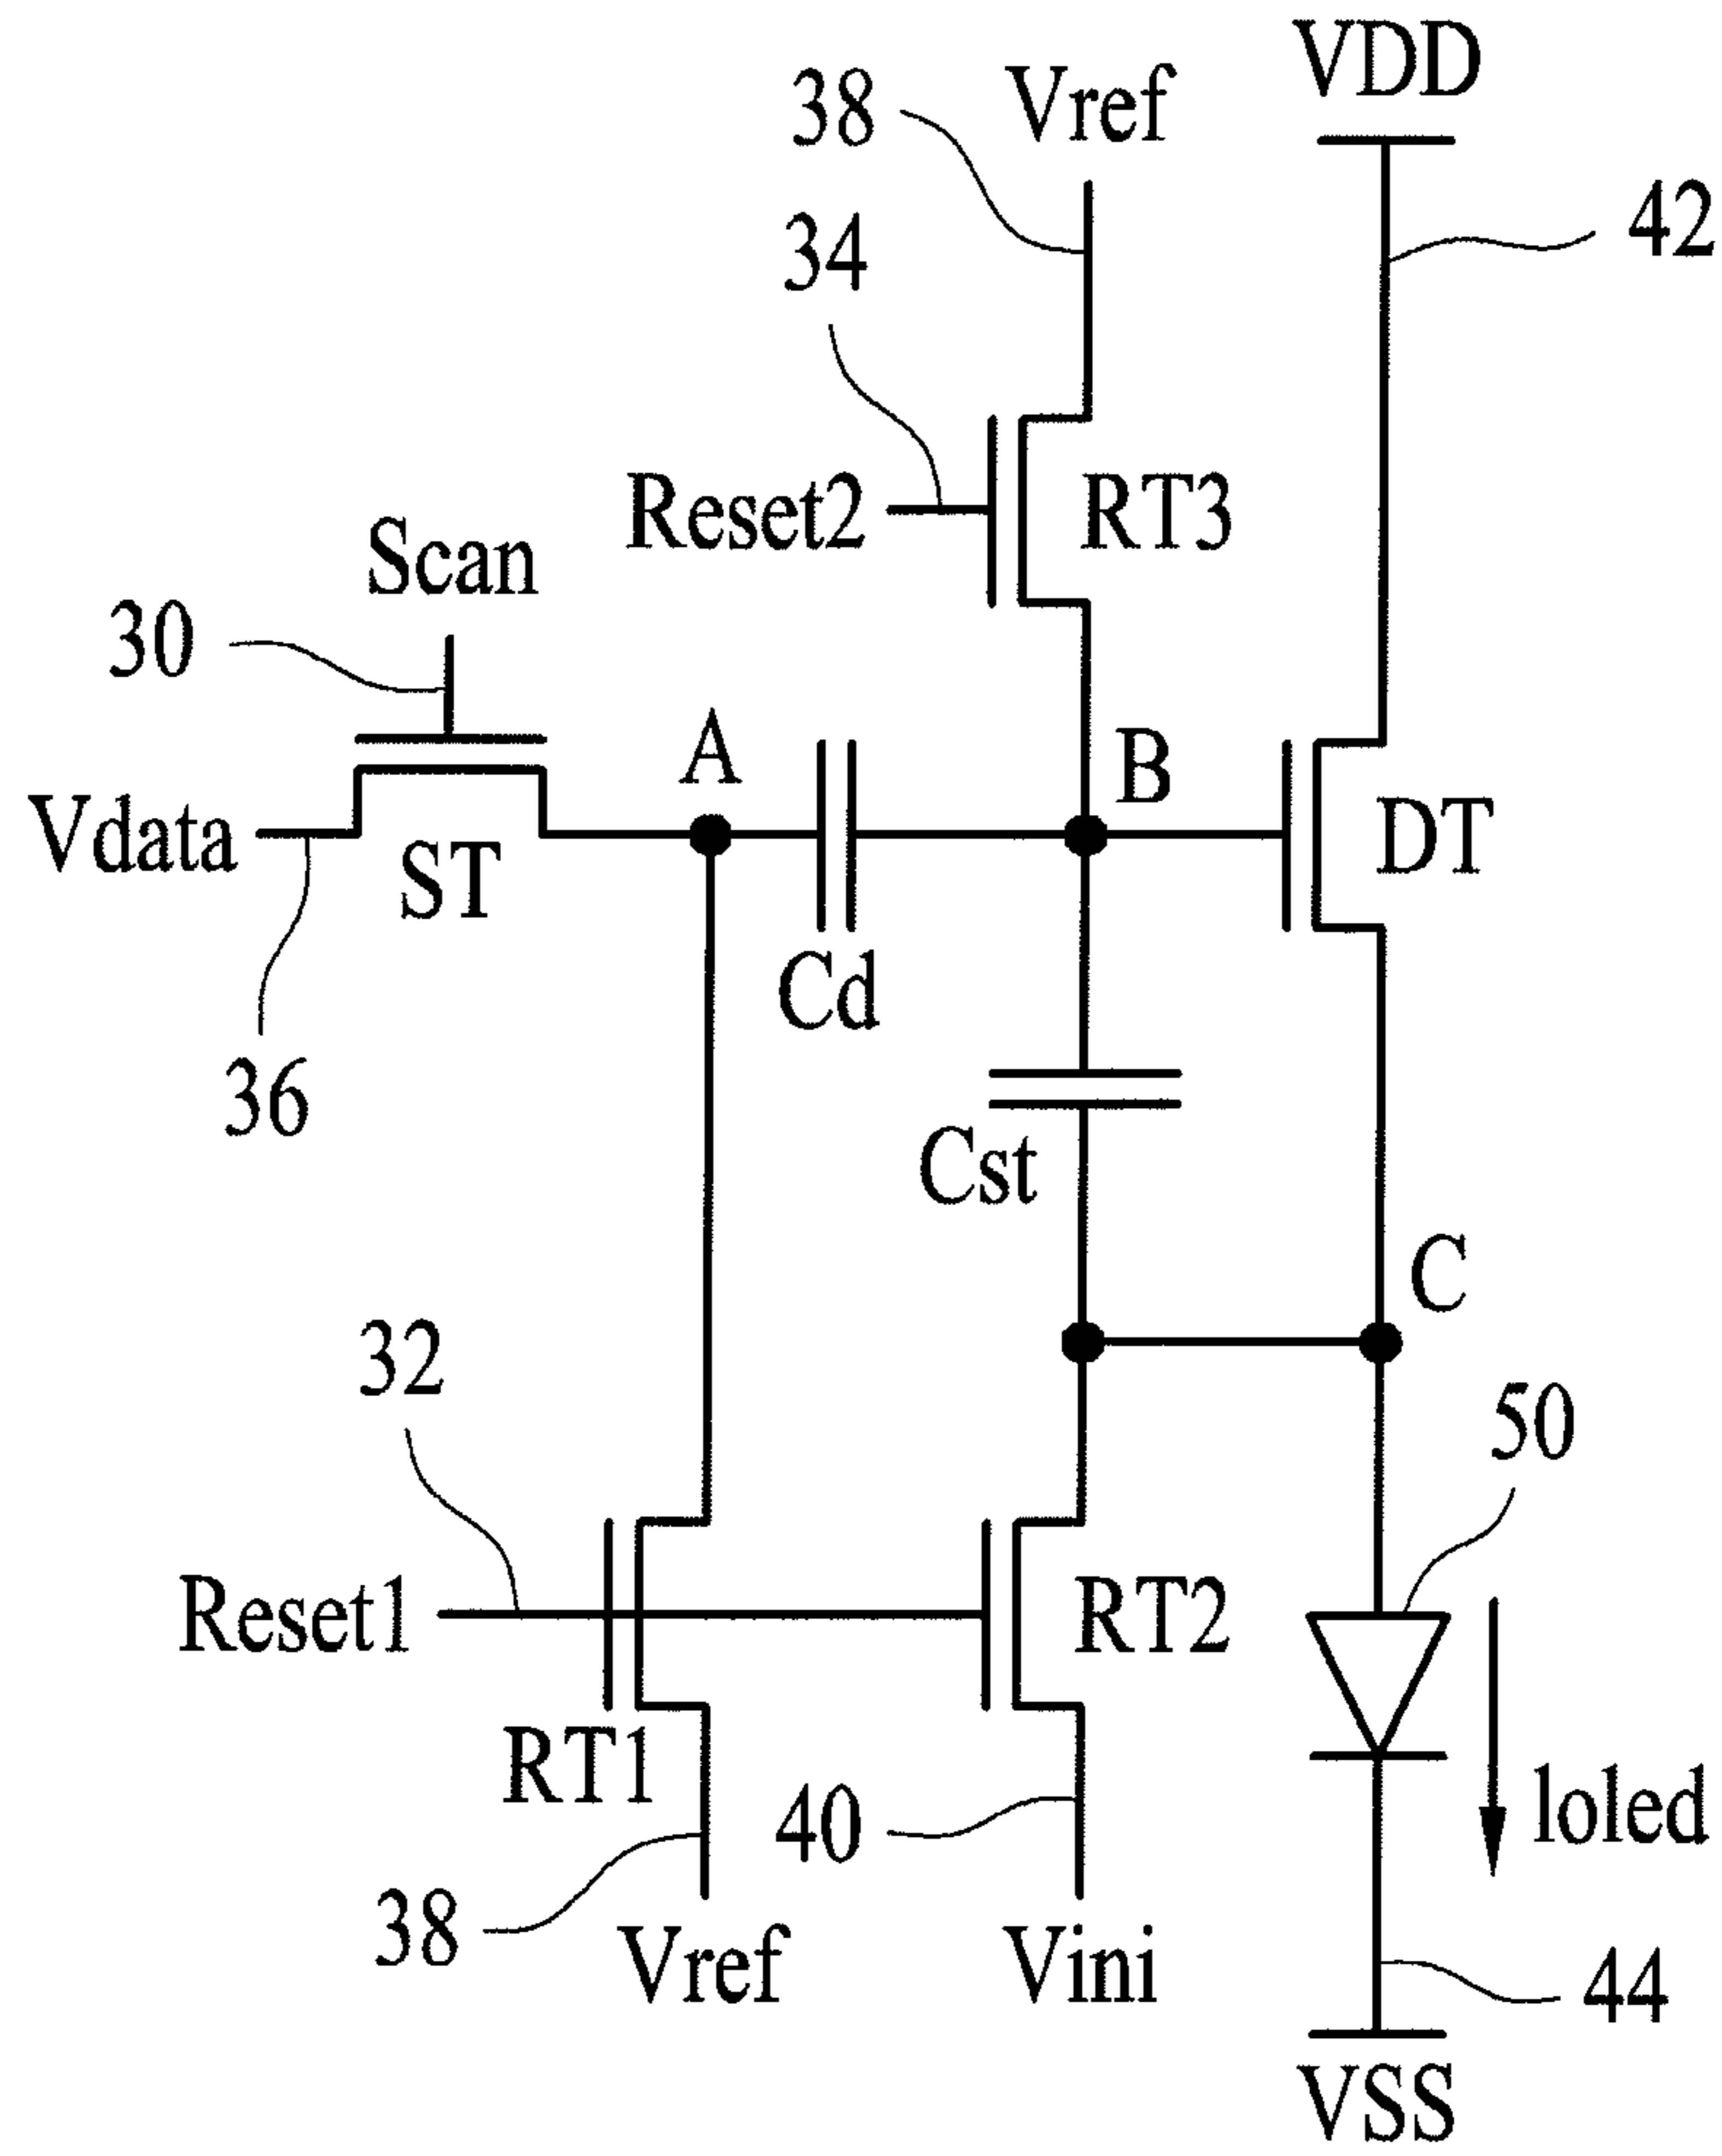 VDD
38
Vref
34
42
Reset2
RT3
Scan
30
A
B
Vdata
ST
DT
Cd
36
Cst
C
32
50
Reset1
RT2
RT1
40
Ioled
38
Vref
Vini
44
VSS